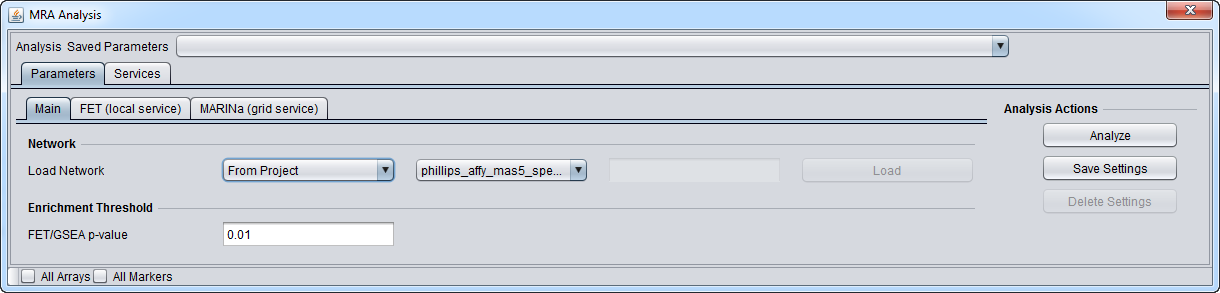 MRA Analysis
Analysis Saved Parameters
Parameters Services
Main FET (local service) MARINa (grid service)
Analysis Actions
Analyze
Network
Load Network From Project phillips_affy_mas5_spe... Load
Save Settings
Delete Settings
Enrichment Threshold
FET/GSEA p-value 0.01
All Arrays All Markers